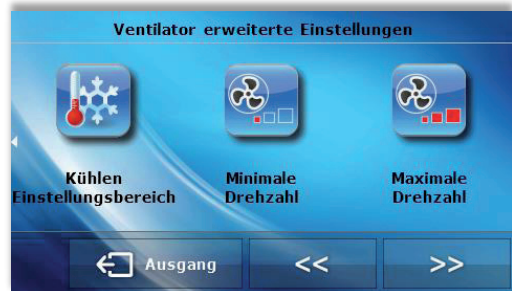 Ventilator erweiterte Einstellungen
Kühlen
Einstellungsbereich
Minimale
Drehzahl
Maximale
Drehzahl
Ausgang
<<
>>